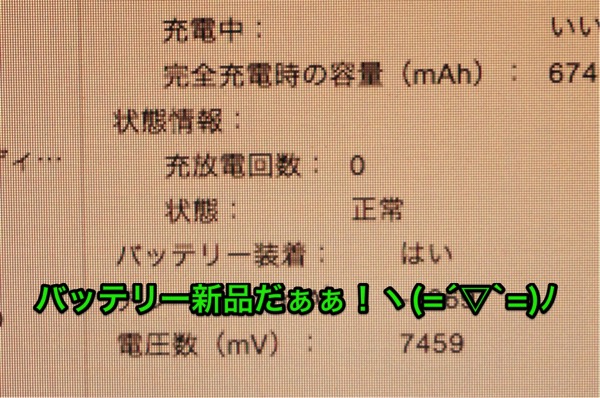 充電中： いい
完全充電時の容量（mAh）： 674
状態情報：
ディ…
充放電回数： 0
状態： 正常
バッテリー装着： はい
バッテリー新品だぁぁ！ヽ(=´▽`=)ﾉ
電圧数（mV）： 7459